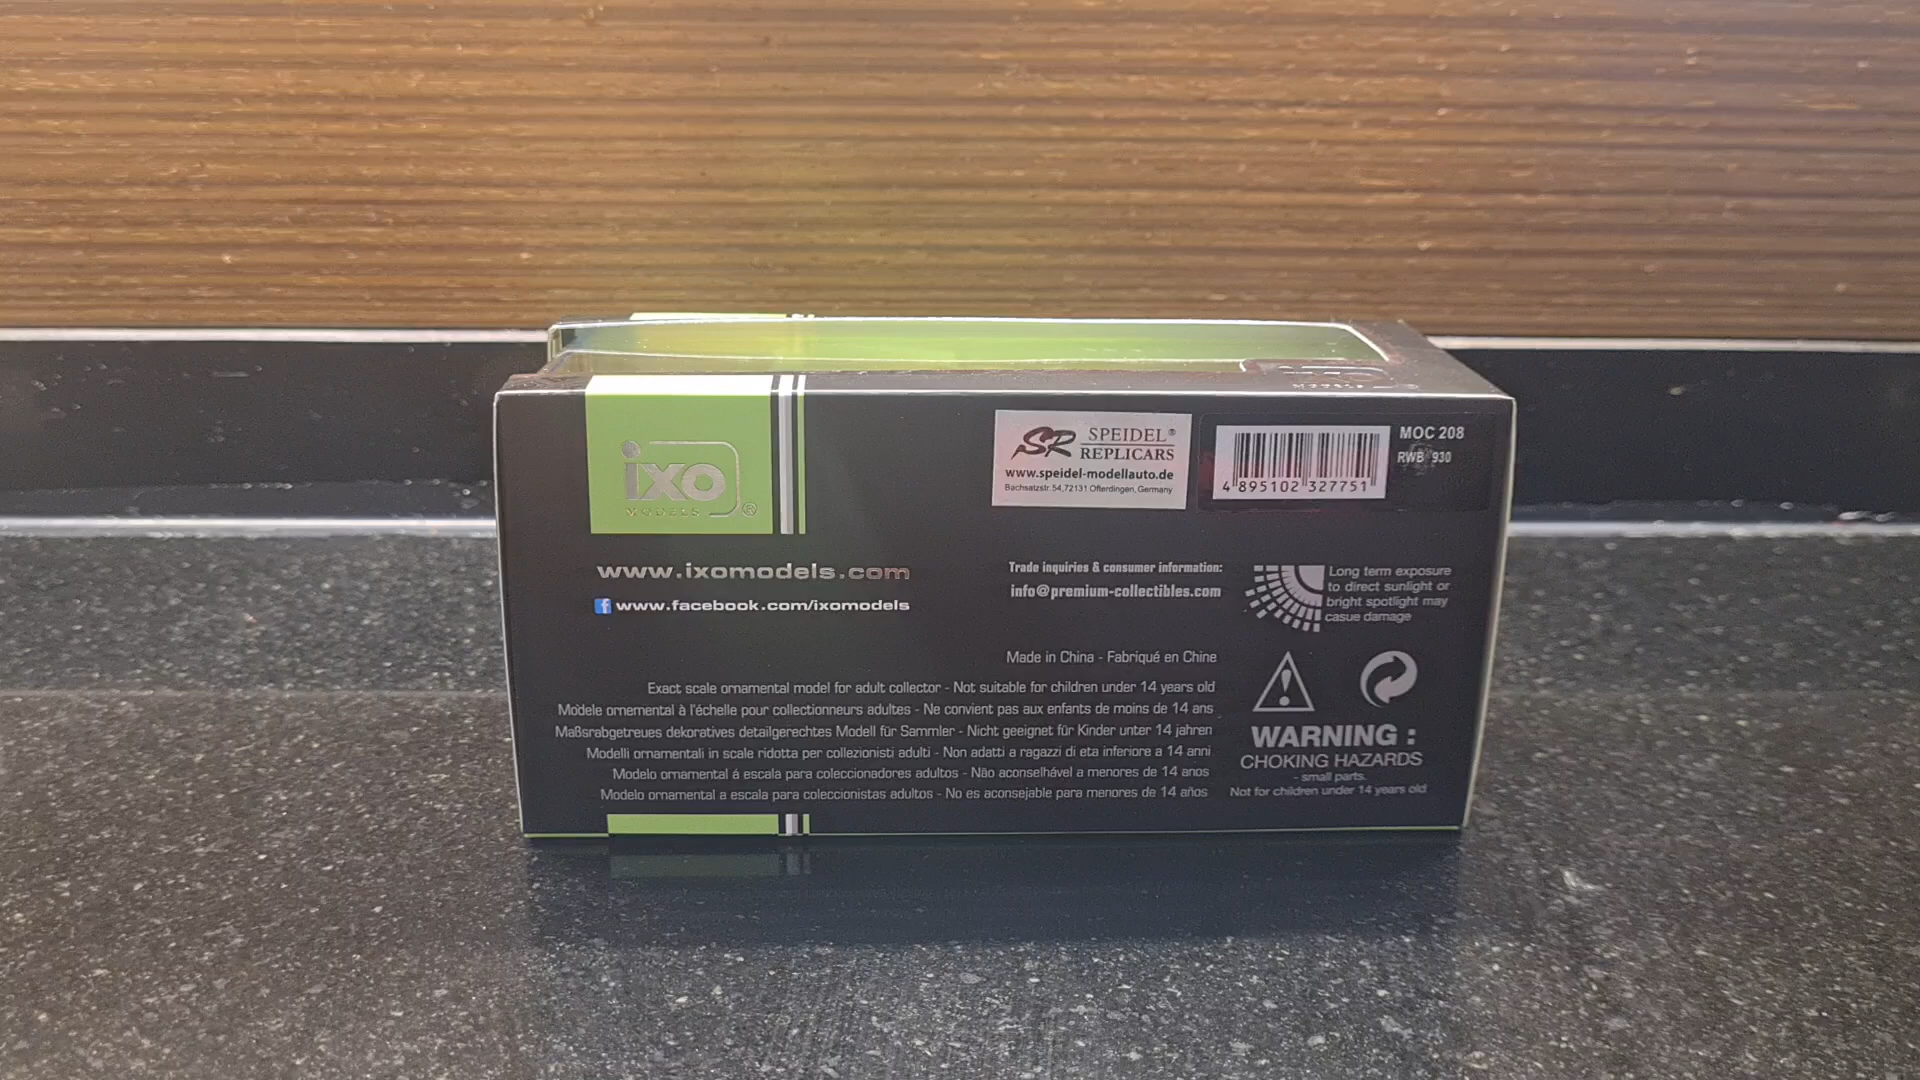 ixo
MODELS ®
SR SPEIDEL®
REPLICARS
www.speidel-modellauto.de
Bachsatzstr. 54,72131 Ofterdingen, Germany
4 895102 327751
MOC 208
RWB 930
www.ixomodels.com
f www.facebook.com/ixomodels
Trade inquiries & consumer information:
info@premium-collectibles.com
Long term exposure
to direct sunlight or
bright spotlight may
casue damage
Made in China - Fabriqué en Chine
Exact scale ornamental model for adult collector - Not suitable for children under 14 years old
Modèle ornemental à l'échelle pour collectionneurs adultes - Ne convient pas aux enfants de moins de 14 ans
Maßsrabgetreues dekoratives detailgerechtes Modell für Sammler - Nicht geeignet für Kinder unter 14 jahren
Modelli ornamentali in scale ridotta per collezionisti adulti - Non adatti a ragazzi di eta inferiore a 14 anni
Modelo ornamental á escala para coleccionadores adultos - Não aconselhável a menores de 14 anos
Modelo ornamental a escala para coleccionistas adultos - No es aconsejable para menores de 14 años
WARNING :
CHOKING HAZARDS
- small parts.
Not for children under 14 years old